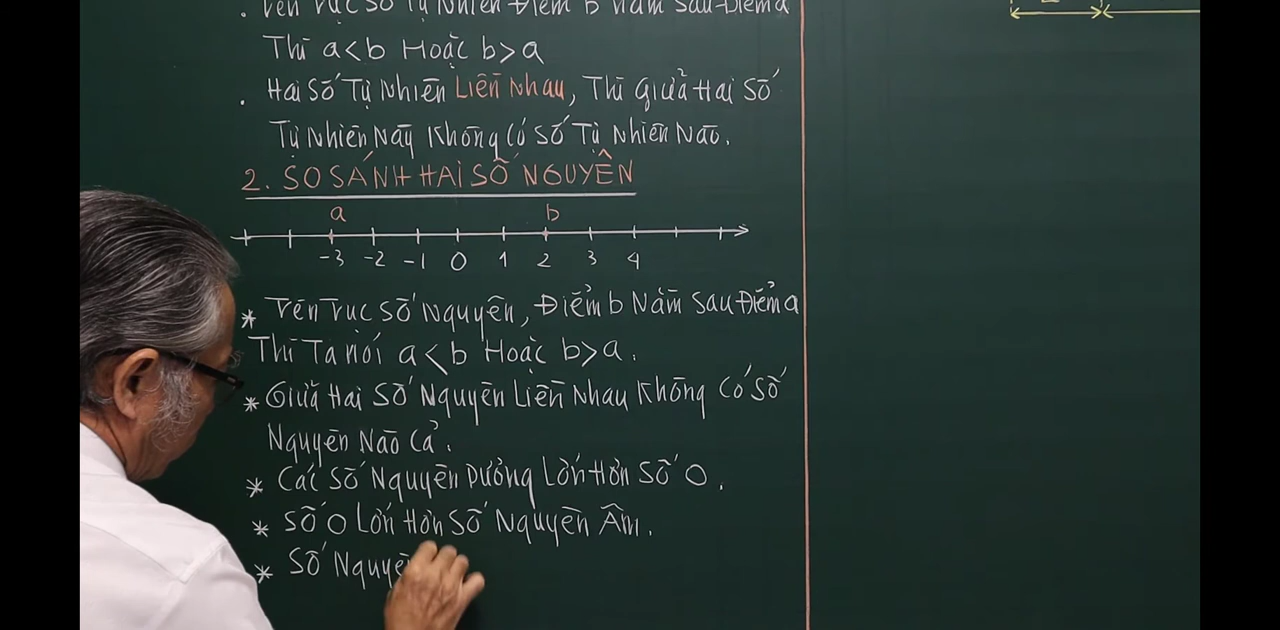 . Trên Trục Số Tự Nhiên Điểm b Nằm Sau Điểm a
Thì a < b Hoặc b > a
. Hai Số Tự Nhiên Liền Nhau, Thì Giữa Hai Số
Tự Nhiên Này Không Có Số Tự Nhiên Nào.
2. SO SÁNH HAI SỐ NGUYÊN
a b
-3 -2 -1 0 1 2 3 4
* Trên Trục Số Nguyên, Điểm b Nằm Sau Điểm a
Thì Ta nói a < b Hoặc b > a.
* Giữa Hai Số Nguyên Liền Nhau Không Có Số
Nguyên Nào Cả.
* Các Số Nguyên Dương Lớn Hơn Số 0.
* Số 0 Lớn Hơn Số Nguyên Âm.
* Số Nguyê